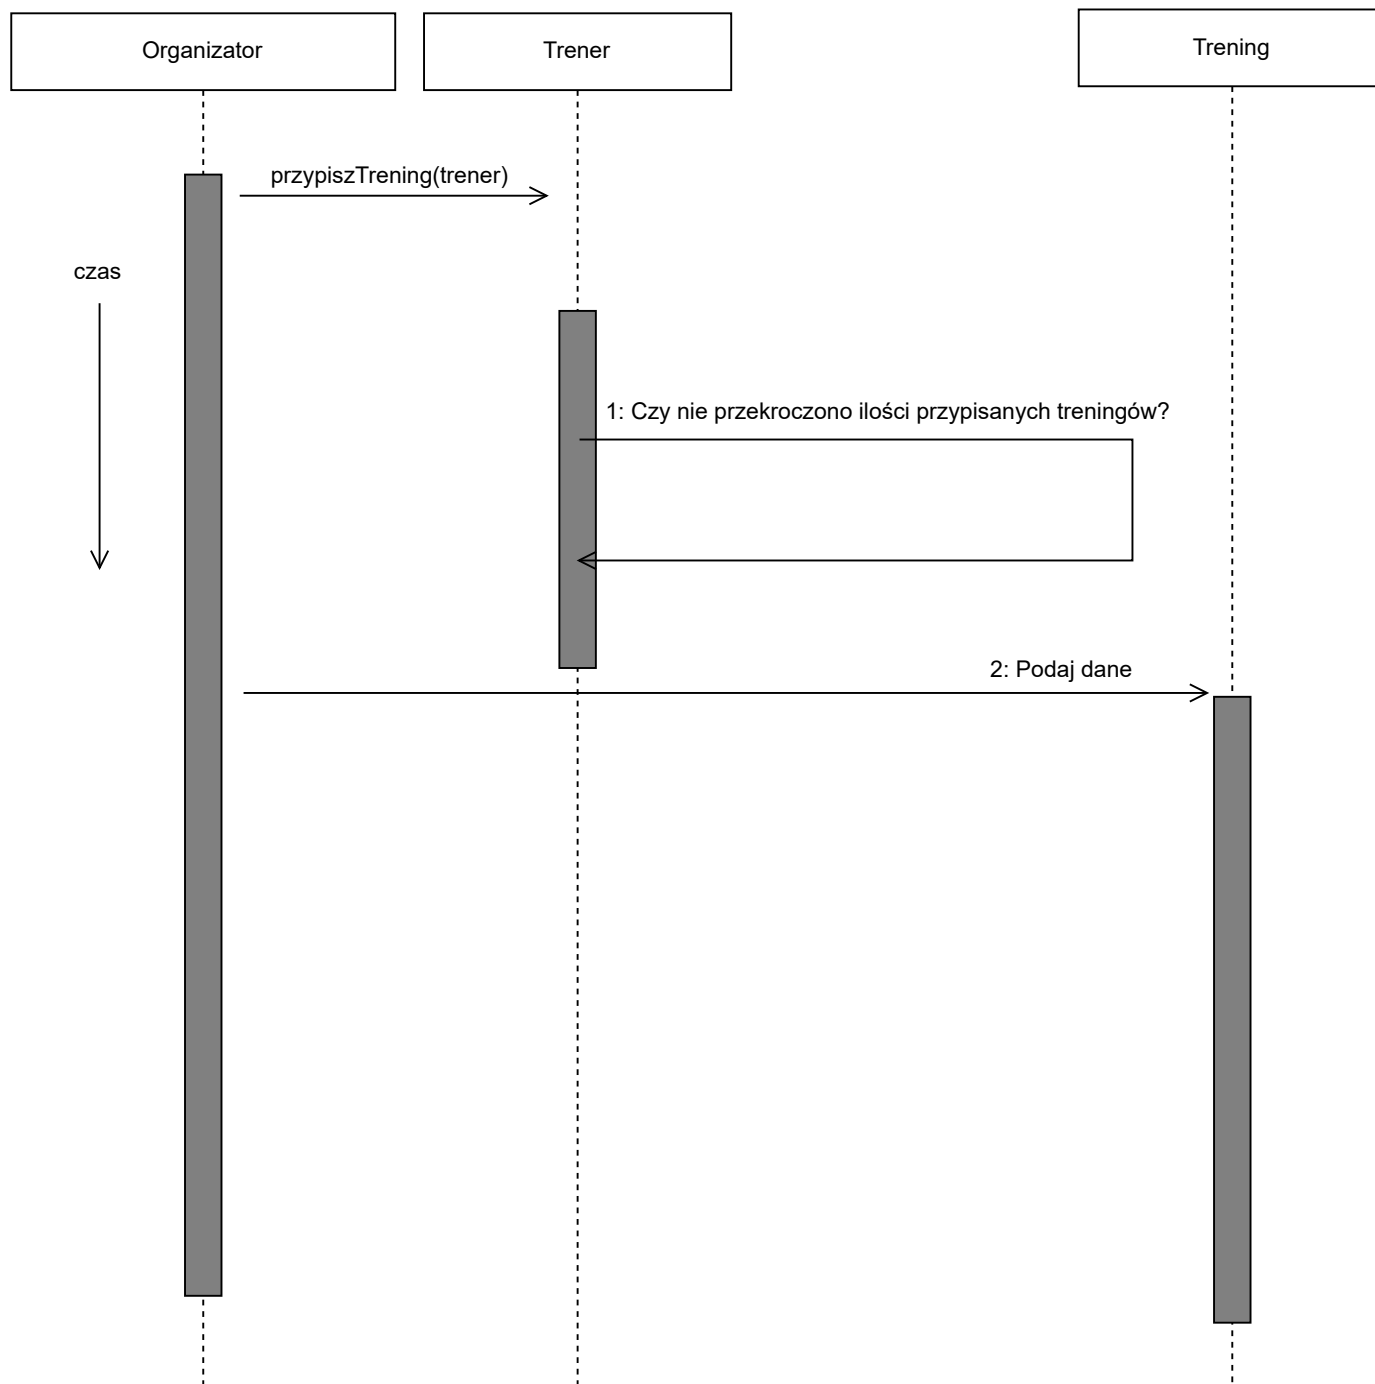 Organizator
Trener
Trening
przypiszTrening(trener)
czas
1: Czy nie przekroczono ilości przypisanych treningów?
2: Podaj dane